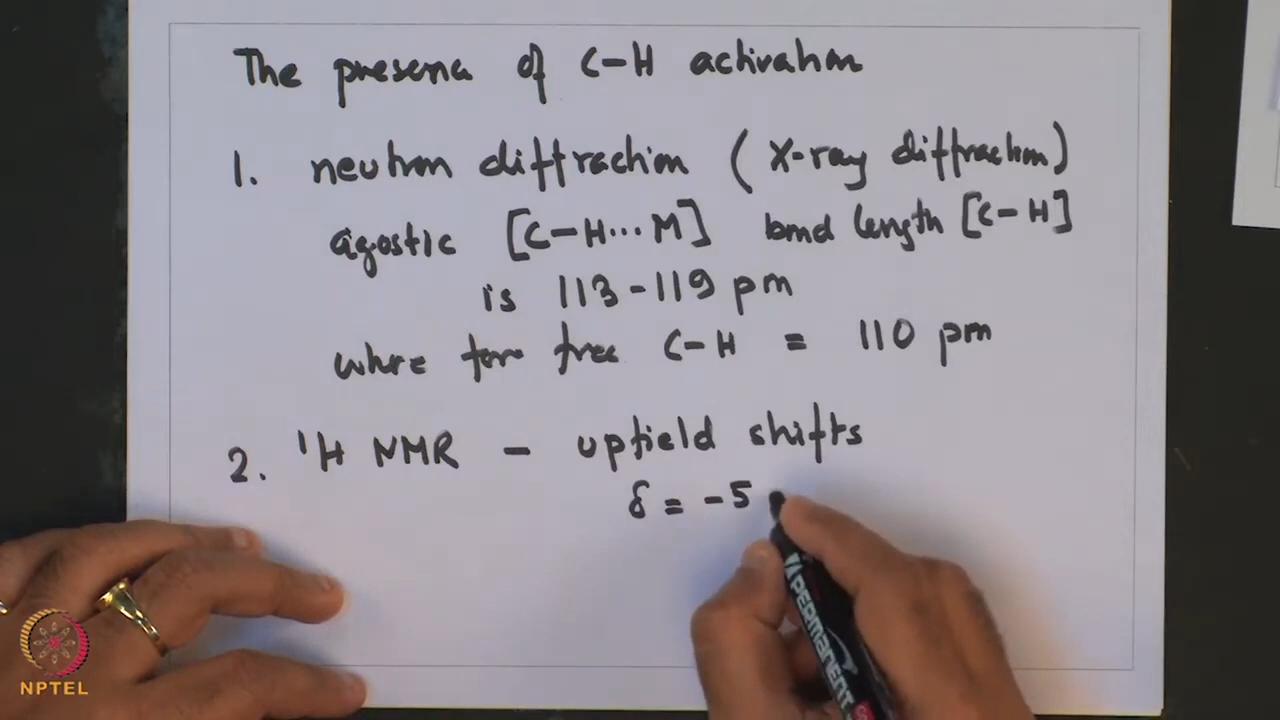 The presence of C-H activation
1. neutron diffraction (X-ray diffraction)
agostic [C-H...M] bond length [C-H]
is 113-119 pm
where for free C-H = 110 pm
2. ¹H NMR - upfield shifts
δ = -5
PERMANENT
NPTEL